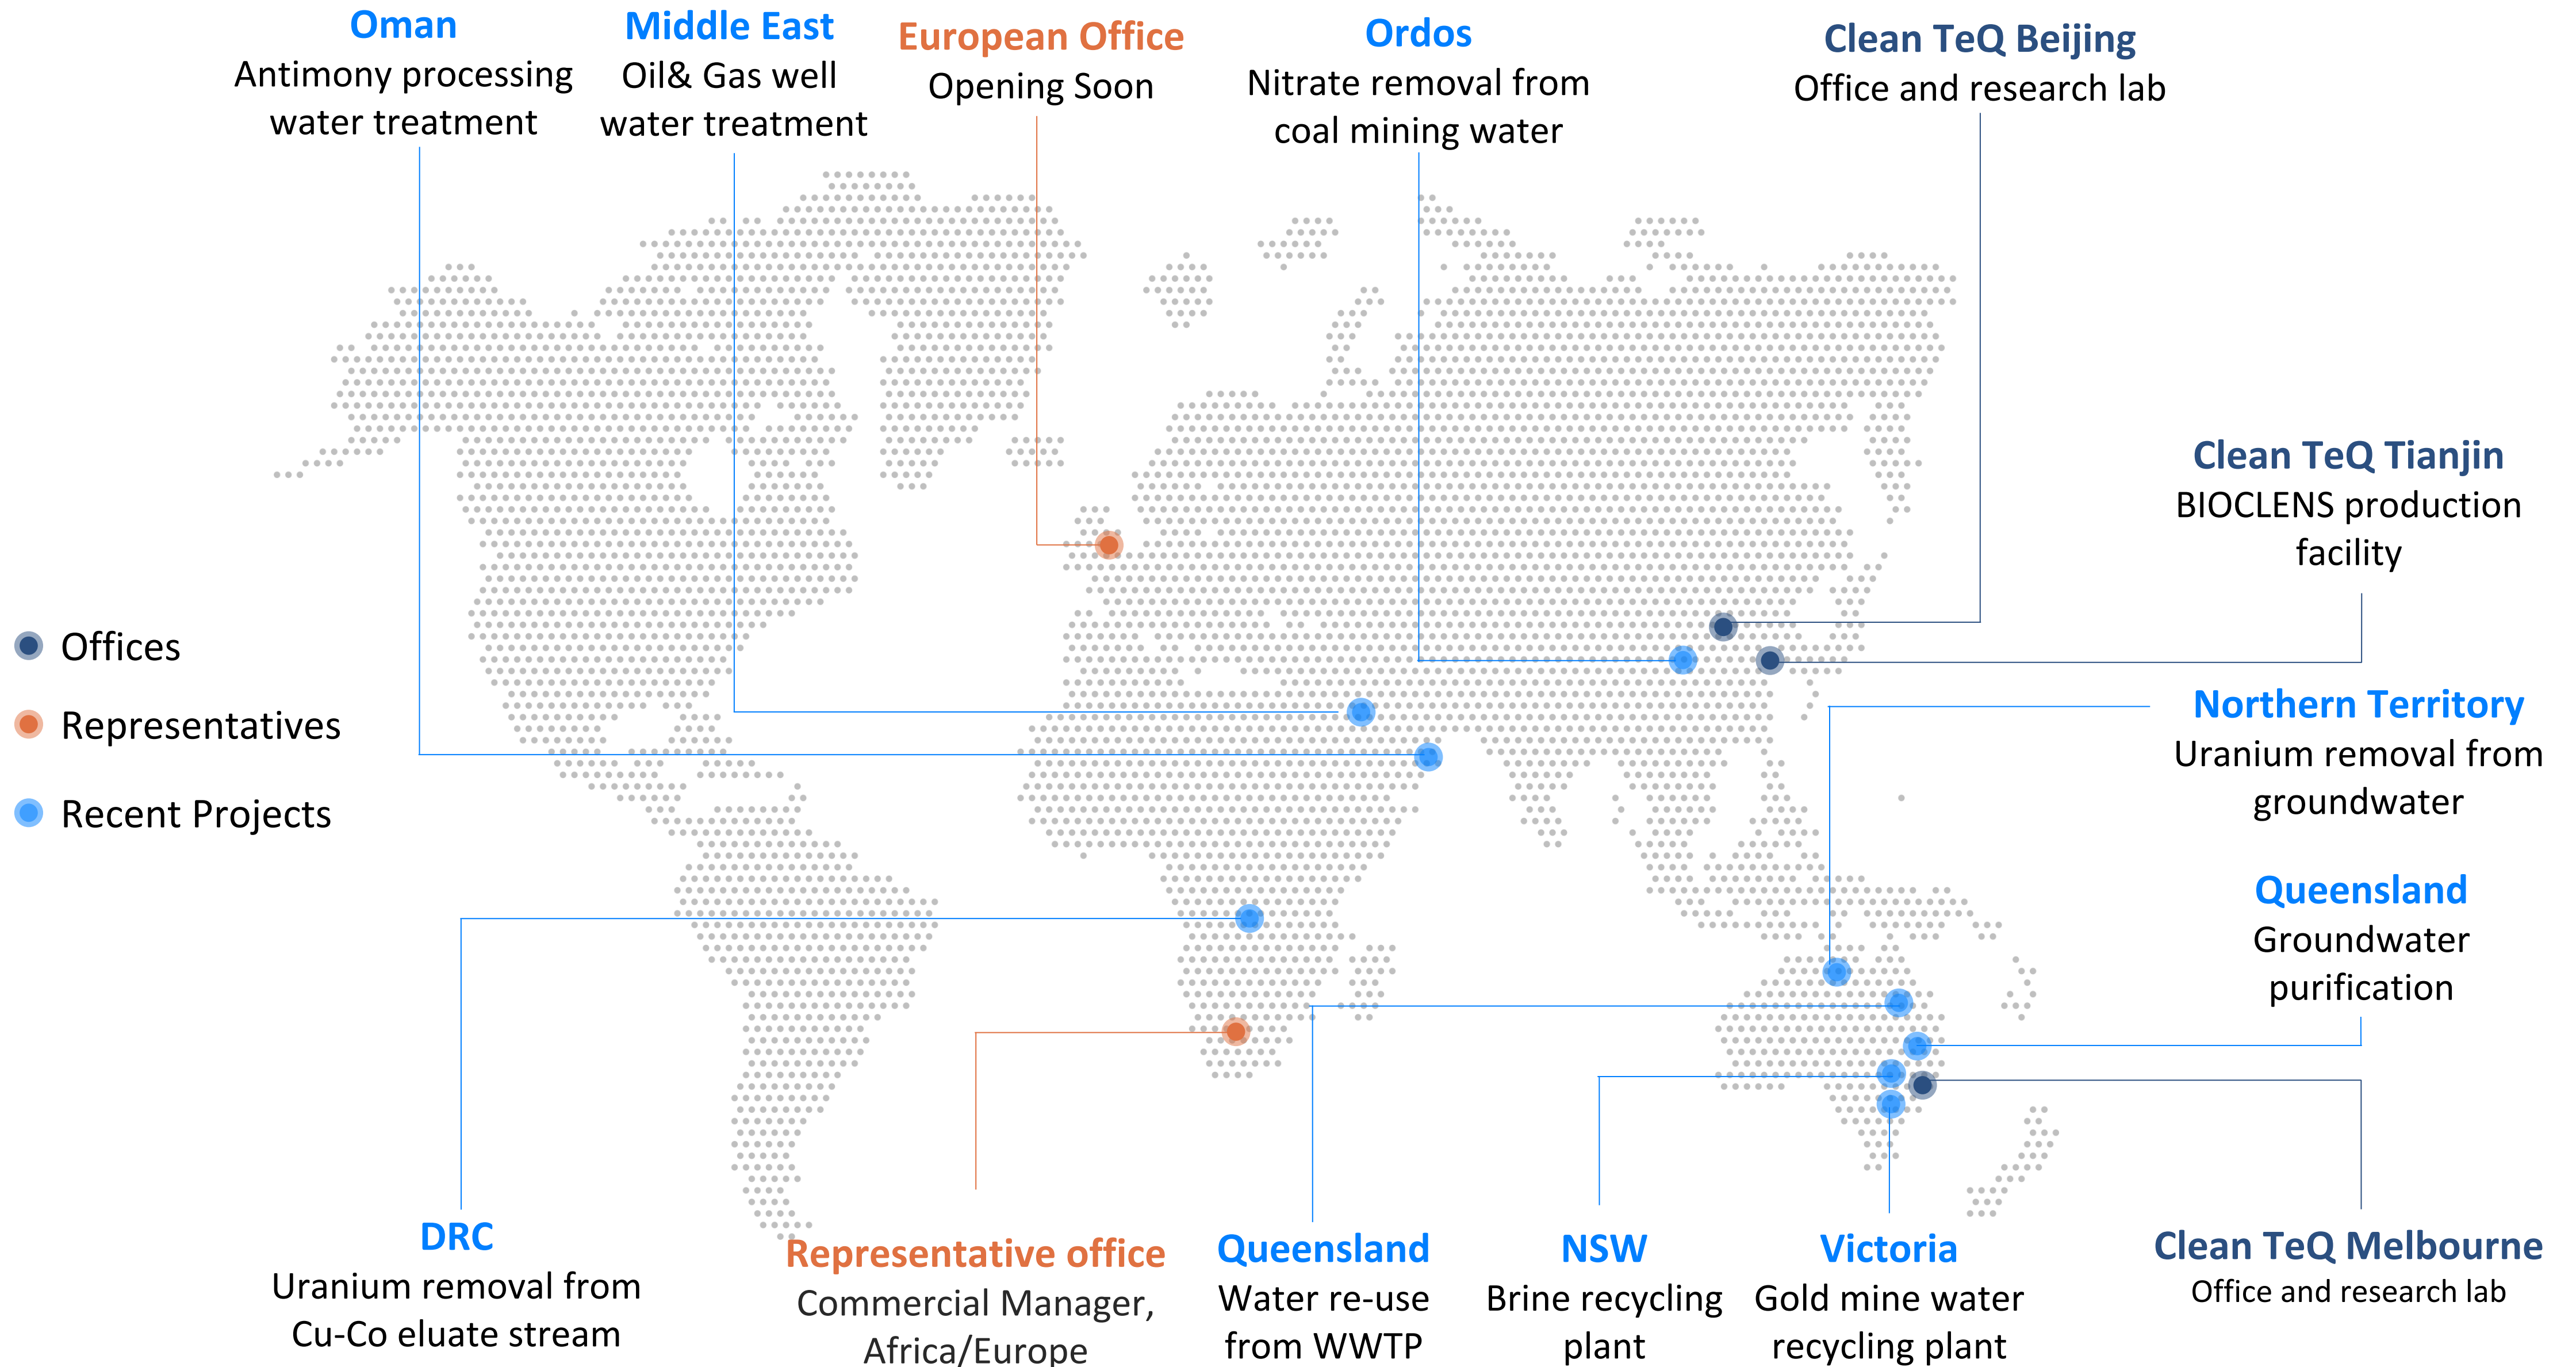 Oman
Antimony processing
water treatment
Middle East
Oil& Gas well
water treatment
European Office
Opening Soon
Ordos
Nitrate removal from
coal mining water
Clean TeQ Beijing
Office and research lab
Clean TeQ Tianjin
BIOCLENS production
facility
Offices
Representatives
Recent Projects
Northern Territory
Uranium removal from
groundwater
Queensland
Groundwater
purification
DRC
Uranium removal from
Cu-Co eluate stream
Representative office
Commercial Manager,
Africa/Europe
Queensland
Water re-use
from WWTP
NSW
Brine recycling
plant
Victoria
Gold mine water
recycling plant
Clean TeQ Melbourne
Office and research lab